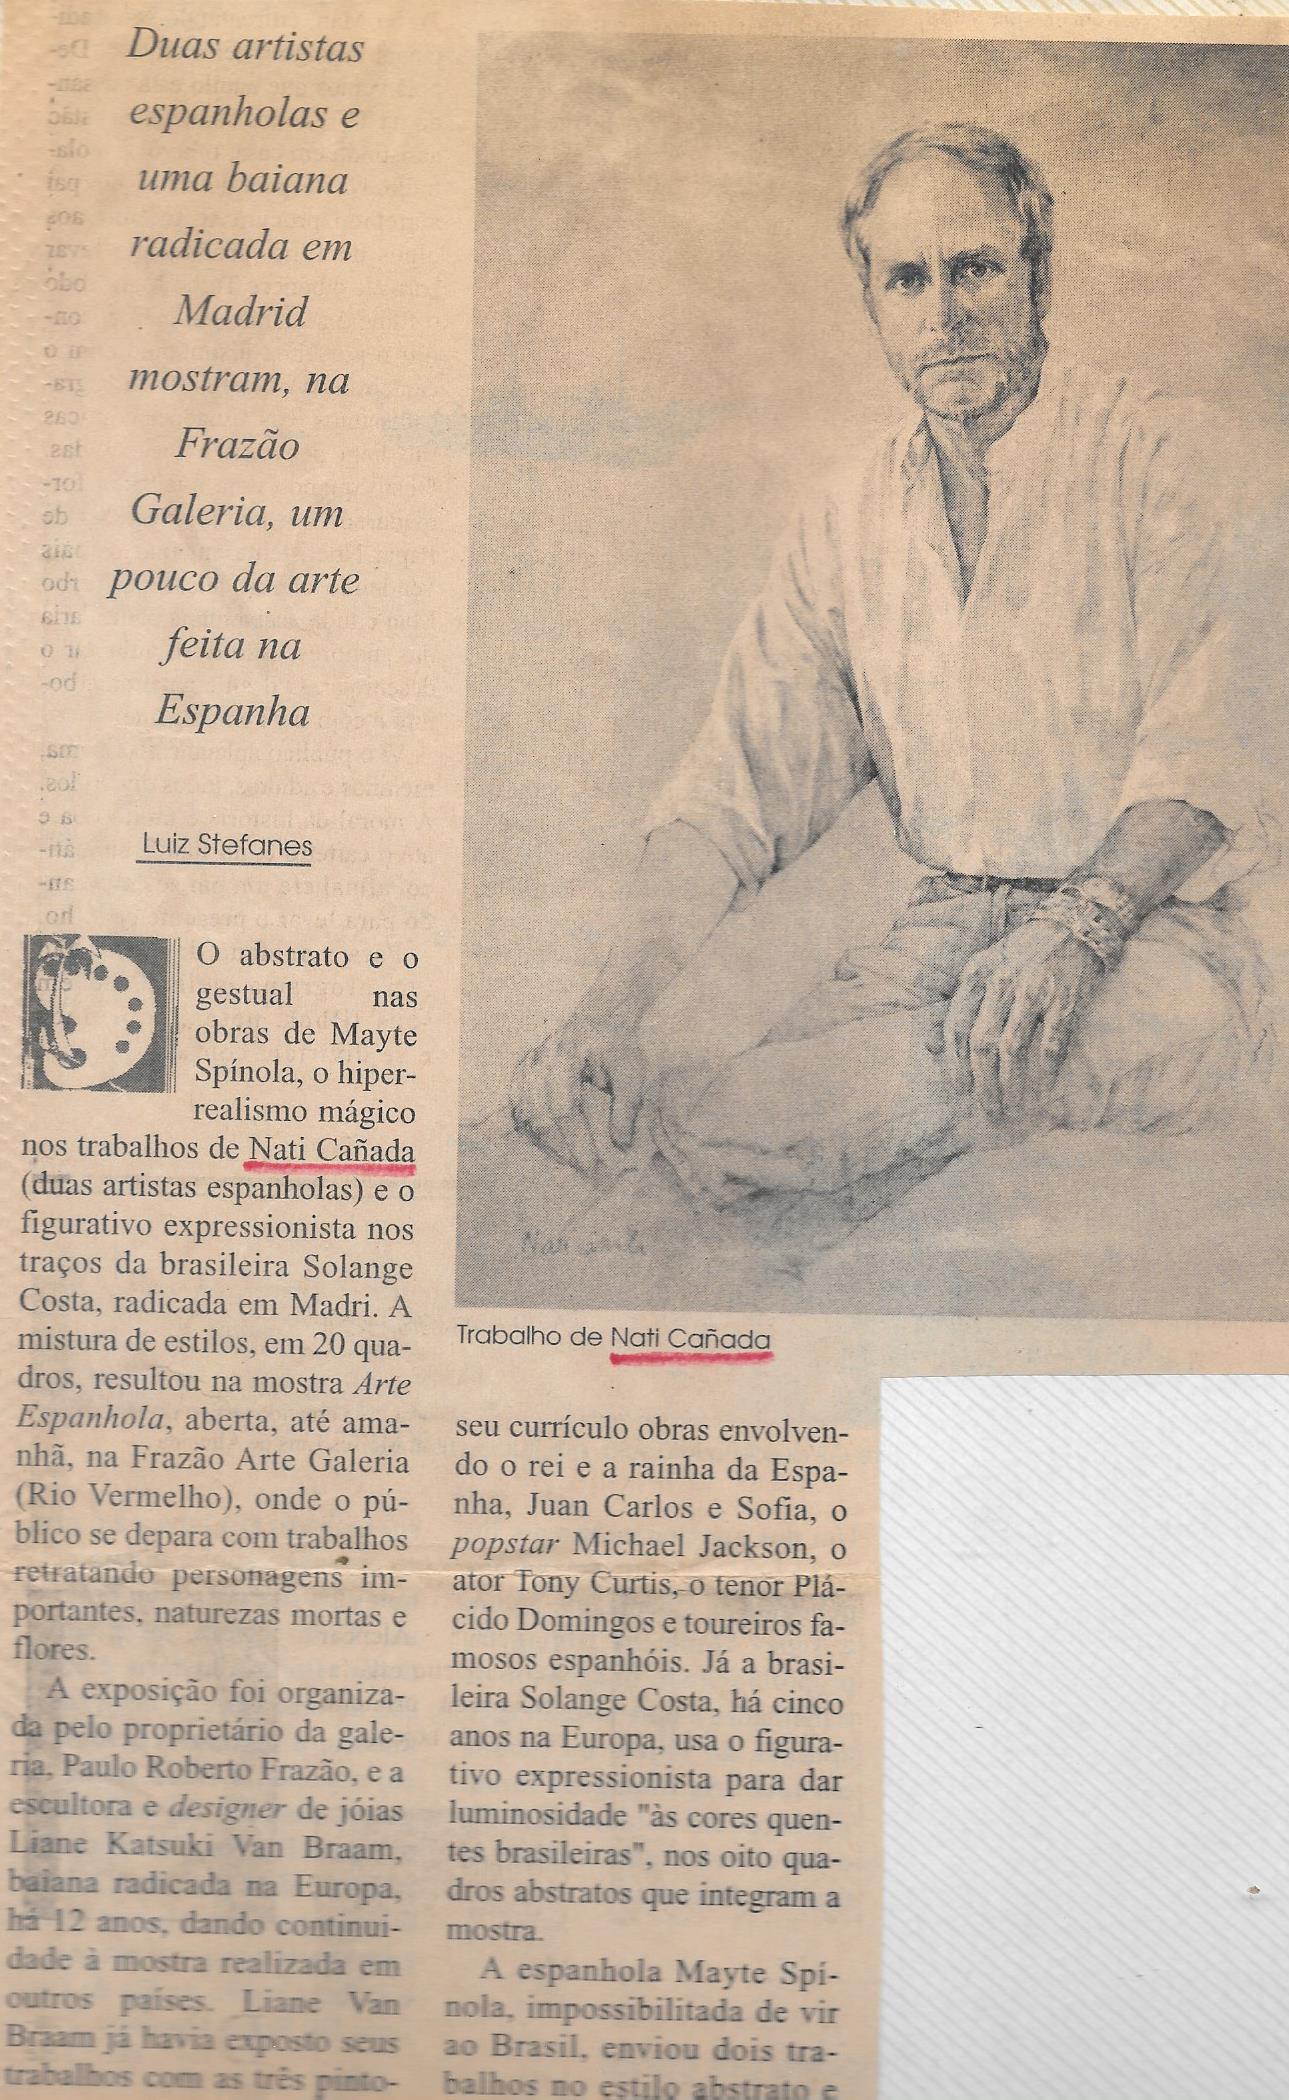 Duas artistas
espanholas e
uma baiana
radicada em
Madrid
mostram, na
Frazão
Galeria, um
pouco da arte
feita na
Espanha
Luiz Stefanes
O abstrato e o
gestual nas
obras de Mayte
Spínola, o hiper-
realismo mágico
nos trabalhos de Nati Cañada
(duas artistas espanholas) e o
figurativo expressionista nos
traços da brasileira Solange
Costa, radicada em Madri. A
mistura de estilos, em 20 qua-
dros, resultou na mostra Arte
Espanhola, aberta, até ama-
nhã, na Frazão Arte Galeria
(Rio Vermelho), onde o pú-
blico se depara com trabalhos
retratando personagens im-
portantes, naturezas mortas e
flores.
A exposição foi organiza-
da pelo proprietário da gale-
ria, Paulo Roberto Frazão, e a
escultora e designer de jóias
Liane Katsuki Van Braam,
baiana radicada na Europa,
há 12 anos, dando continui-
dade à mostra realizada em
outros países. Liane Van
Braam já havia exposto seus
trabalhos com as três pinto-
Trabalho de Nati Cañada
seu currículo obras envolven-
do o rei e a rainha da Espa-
nha, Juan Carlos e Sofia, o
popstar Michael Jackson, o
ator Tony Curtis, o tenor Plá-
cido Domingos e toureiros fa-
mosos espanhóis. Já a brasi-
leira Solange Costa, há cinco
anos na Europa, usa o figura-
tivo expressionista para dar
luminosidade "às cores quen-
tes brasileiras", nos oito qua-
dros abstratos que integram a
mostra.
A espanhola Mayte Spí-
nola, impossibilitada de vir
ao Brasil, enviou dois tra-
balhos no estilo abstrato e